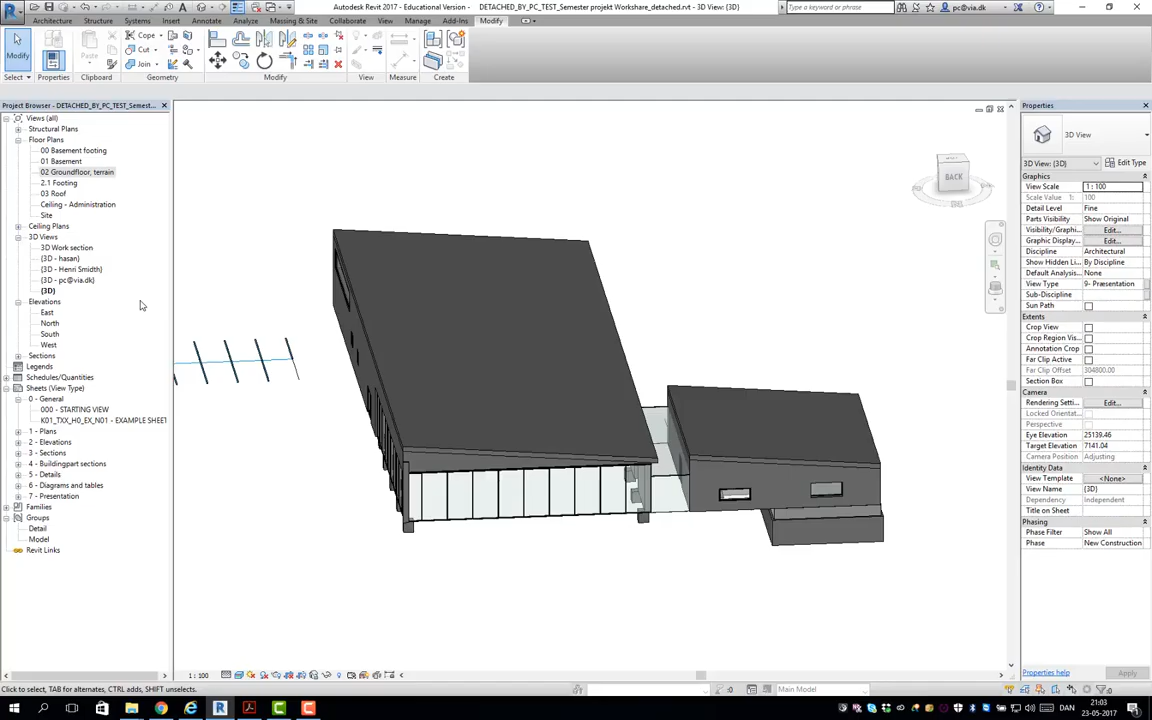 Autodesk Revit 2017 - Educational Version - DETACHED_BY_PC_TEST_Semester projekt Workshare_detached.rvt - 3D View: {3D}
Type a keyword or phrase
pc@via.dk
Architecture Structure Systems Insert Annotate Analyze Massing & Site Collaborate View Manage Add-Ins Modify
Modify
Paste
Cope
Cut
Join
Select Properties Clipboard Geometry Modify View Measure Create
Project Browser - DETACHED_BY_PC_TEST_Semest...
Views (all)
Structural Plans
Floor Plans
00 Basement footing
01 Basement
02 Groundfloor, terrain
2.1 Footing
03 Roof
Ceiling - Administration
Site
Ceiling Plans
3D Views
3D Work section
{3D - hasan}
{3D - Henri Smidth}
{3D - pc@via.dk}
{3D}
Elevations
East
North
South
West
Sections
Legends
Schedules/Quantities
Sheets (View Type)
0 - General
000 - STARTING VIEW
K01_TXX_H0_EX_N01 - EXAMPLE SHEET
1 - Plans
2 - Elevations
3 - Sections
4 - Buildingpart sections
5 - Details
6 - Diagrams and tables
7 - Presentation
Families
Groups
Detail
Model
Revit Links
BACK
Properties
3D View
3D View: {3D} Edit Type
Graphics
View Scale 1 : 100
Scale Value 1: 100
Detail Level Fine
Parts Visibility Show Original
Visibility/Graphi... Edit...
Graphic Display... Edit...
Discipline Architectural
Show Hidden Li... By Discipline
Default Analysis... None
View Type 9- Præsentation
Sub-Discipline
Sun Path
Extents
Crop View
Crop Region Vis...
Annotation Crop
Far Clip Active
Far Clip Offset 304800.00
Section Box
Camera
Rendering Setti... Edit...
Locked Orientat...
Perspective
Eye Elevation 25139.46
Target Elevation 7141.04
Camera Position Adjusting
Identity Data
View Template <None>
View Name {3D}
Dependency Independent
Title on Sheet
Phasing
Phase Filter Show All
Phase New Construction
Properties help Apply
1 : 100
Click to select, TAB for alternates, CTRL adds, SHIFT unselects.
:0 Main Model :0
DAN 21:03
23-05-2017